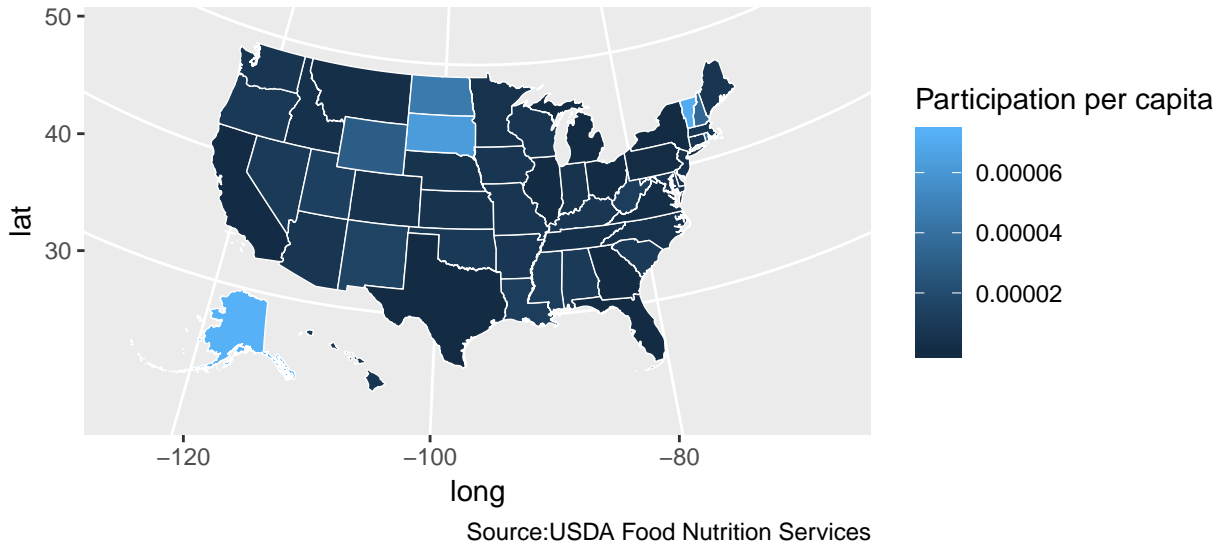 50
40
30
lat
−120
−100
−80
long
Participation per capita
0.00006
0.00004
0.00002
Source:USDA Food Nutrition Services